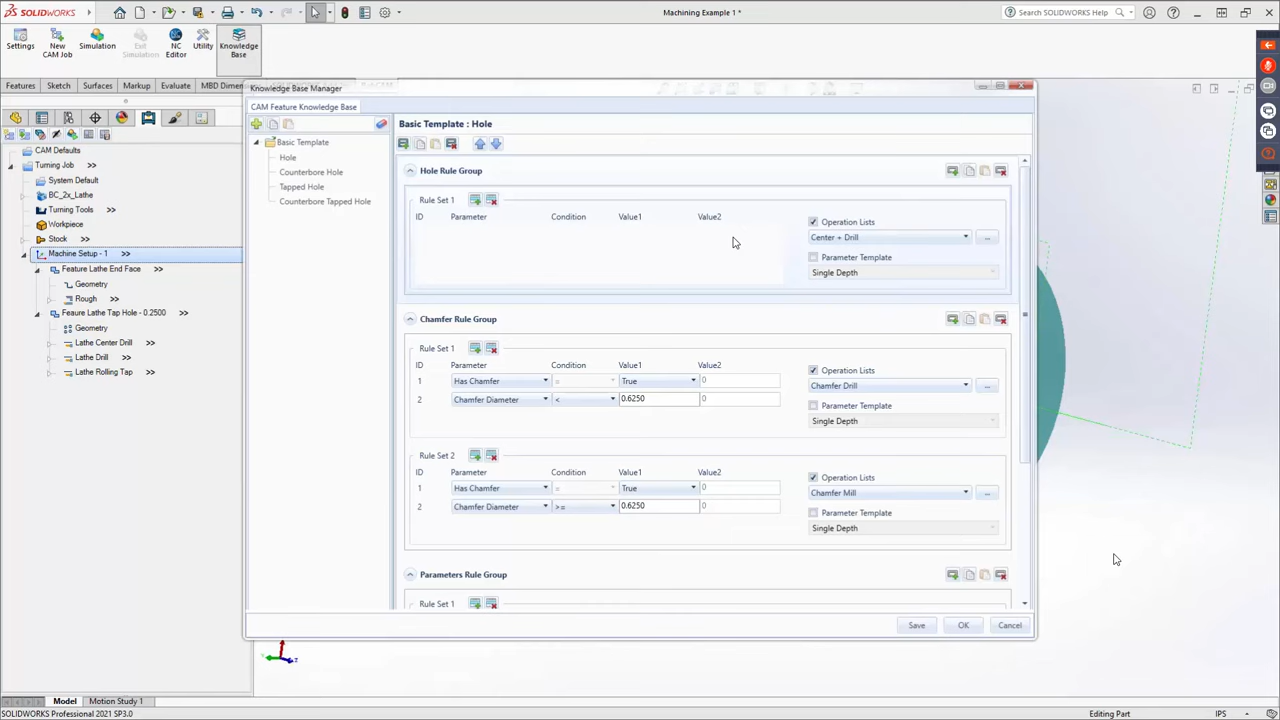 SOLIDWORKS
Machining Example 1 *
Search SOLIDWORKS Help
Settings
New CAM Job
Simulation
Exit Simulation
NC Editor
Utility
Knowledge Base
Features
Sketch
Surfaces
Markup
Evaluate
MBD Dimen
Knowledge Base Manager
CAM Feature Knowledge Base
CAM Defaults
Turning Job >>
System Default
BC_2x_Lathe
Turning Tools >>
Workpiece
Stock >>
Machine Setup - 1 >>
Feature Lathe End Face >>
Geometry
Rough >>
Feaure Lathe Tap Hole - 0.2500 >>
Geometry
Lathe Center Drill >>
Lathe Drill >>
Lathe Rolling Tap >>
Basic Template
Hole
Counterbore Hole
Tapped Hole
Counterbore Tapped Hole
Basic Template : Hole
Hole Rule Group
Rule Set 1
ID Parameter Condition Value1 Value2
Operation Lists
Center + Drill ...
Parameter Template
Single Depth
Chamfer Rule Group
Rule Set 1
ID Parameter Condition Value1 Value2
1 Has Chamfer = True 0
2 Chamfer Diameter < 0.6250 0
Operation Lists
Chamfer Drill ...
Parameter Template
Single Depth
Rule Set 2
ID Parameter Condition Value1 Value2
1 Has Chamfer = True 0
2 Chamfer Diameter >= 0.6250 0
Operation Lists
Chamfer Mill ...
Parameter Template
Single Depth
Parameters Rule Group
Rule Set 1
Save OK Cancel
Model
Motion Study 1
SOLIDWORKS Professional 2021 SP3.0
Editing Part
IPS